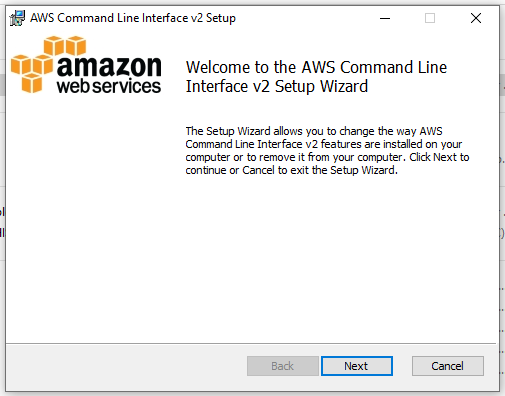 AWS Command Line Interface v2 Setup
amazon
web services
Welcome to the AWS Command Line
Interface v2 Setup Wizard
The Setup Wizard allows you to change the way AWS
Command Line Interface v2 features are installed on your
computer or to remove it from your computer. Click Next to
continue or Cancel to exit the Setup Wizard.
Back
Next
Cancel